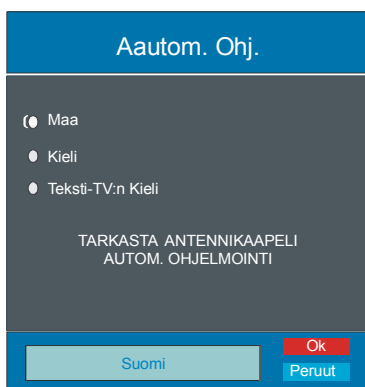 Aautom. Ohj.
Maa
Kieli
Teksti-TV:n Kieli
TARKASTA ANTENNIKAAPELI
AUTOM. OHJELMOINTI
Suomi
Ok
Peruut